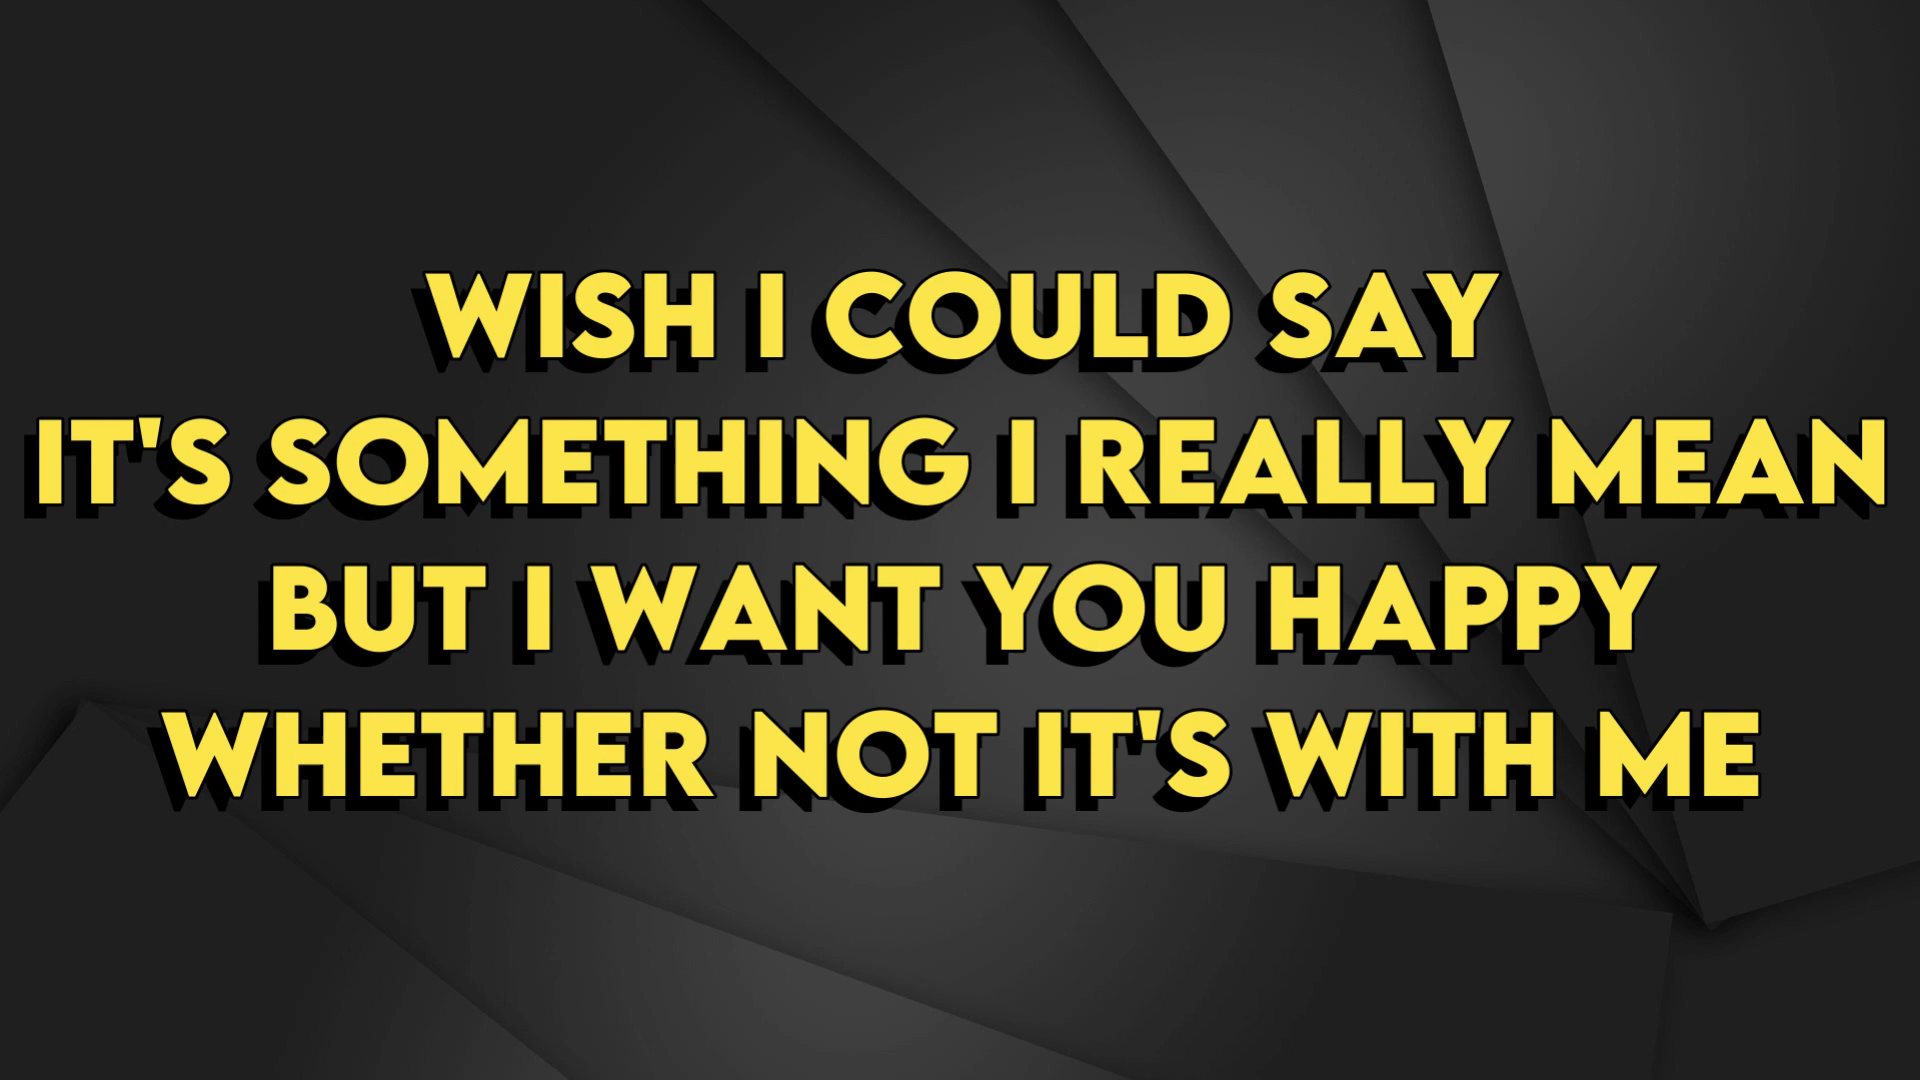 WISH I COULD SAY
IT'S SOMETHING I REALLY MEAN
BUT I WANT YOU HAPPY
WHETHER NOT IT'S WITH ME